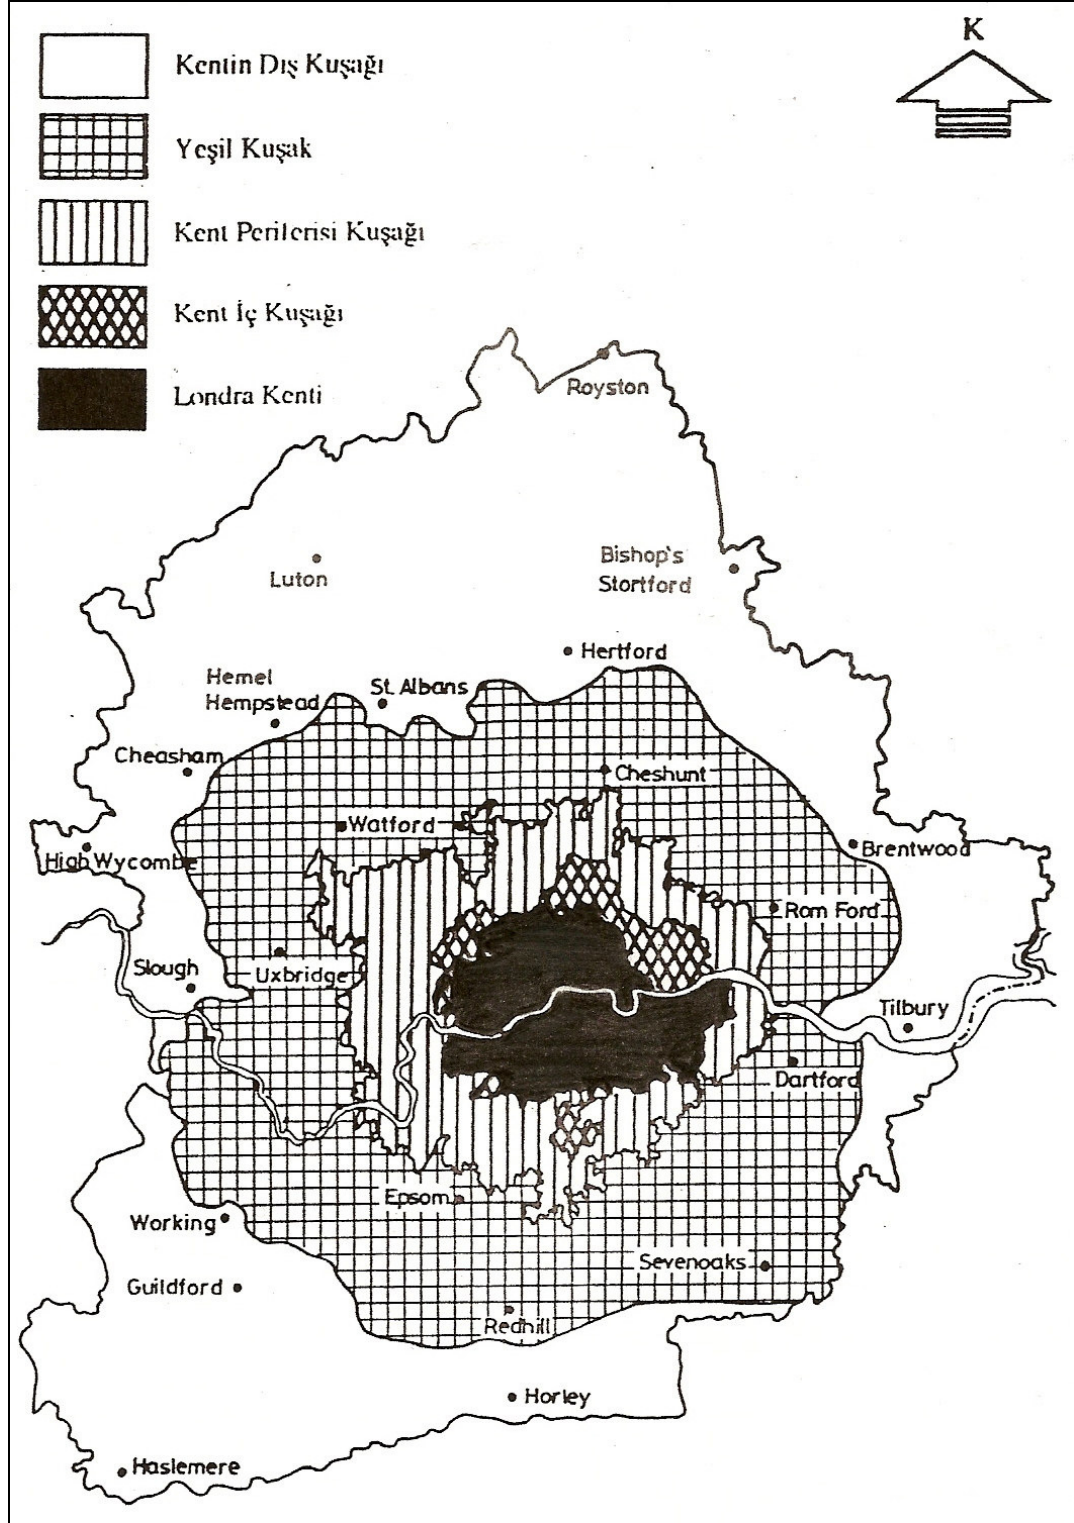 K
Kentin Dış Kuşağı
Yeşil Kuşak
Kent Perilerisi Kuşağı
Kent İç Kuşağı
Londra Kenti
Royston
Luton
Bishop's
Stortford
Hertford
Hemel
Hempstead
St. Albans
Cheasham
Cheshunt
Watford
High Wycombe
Brentwood
Rom Ford
Slough
Uxbridge
Tilbury
Dartford
Epsom
Working
Sevenoaks
Guildford
Redhill
Horley
Haslemere